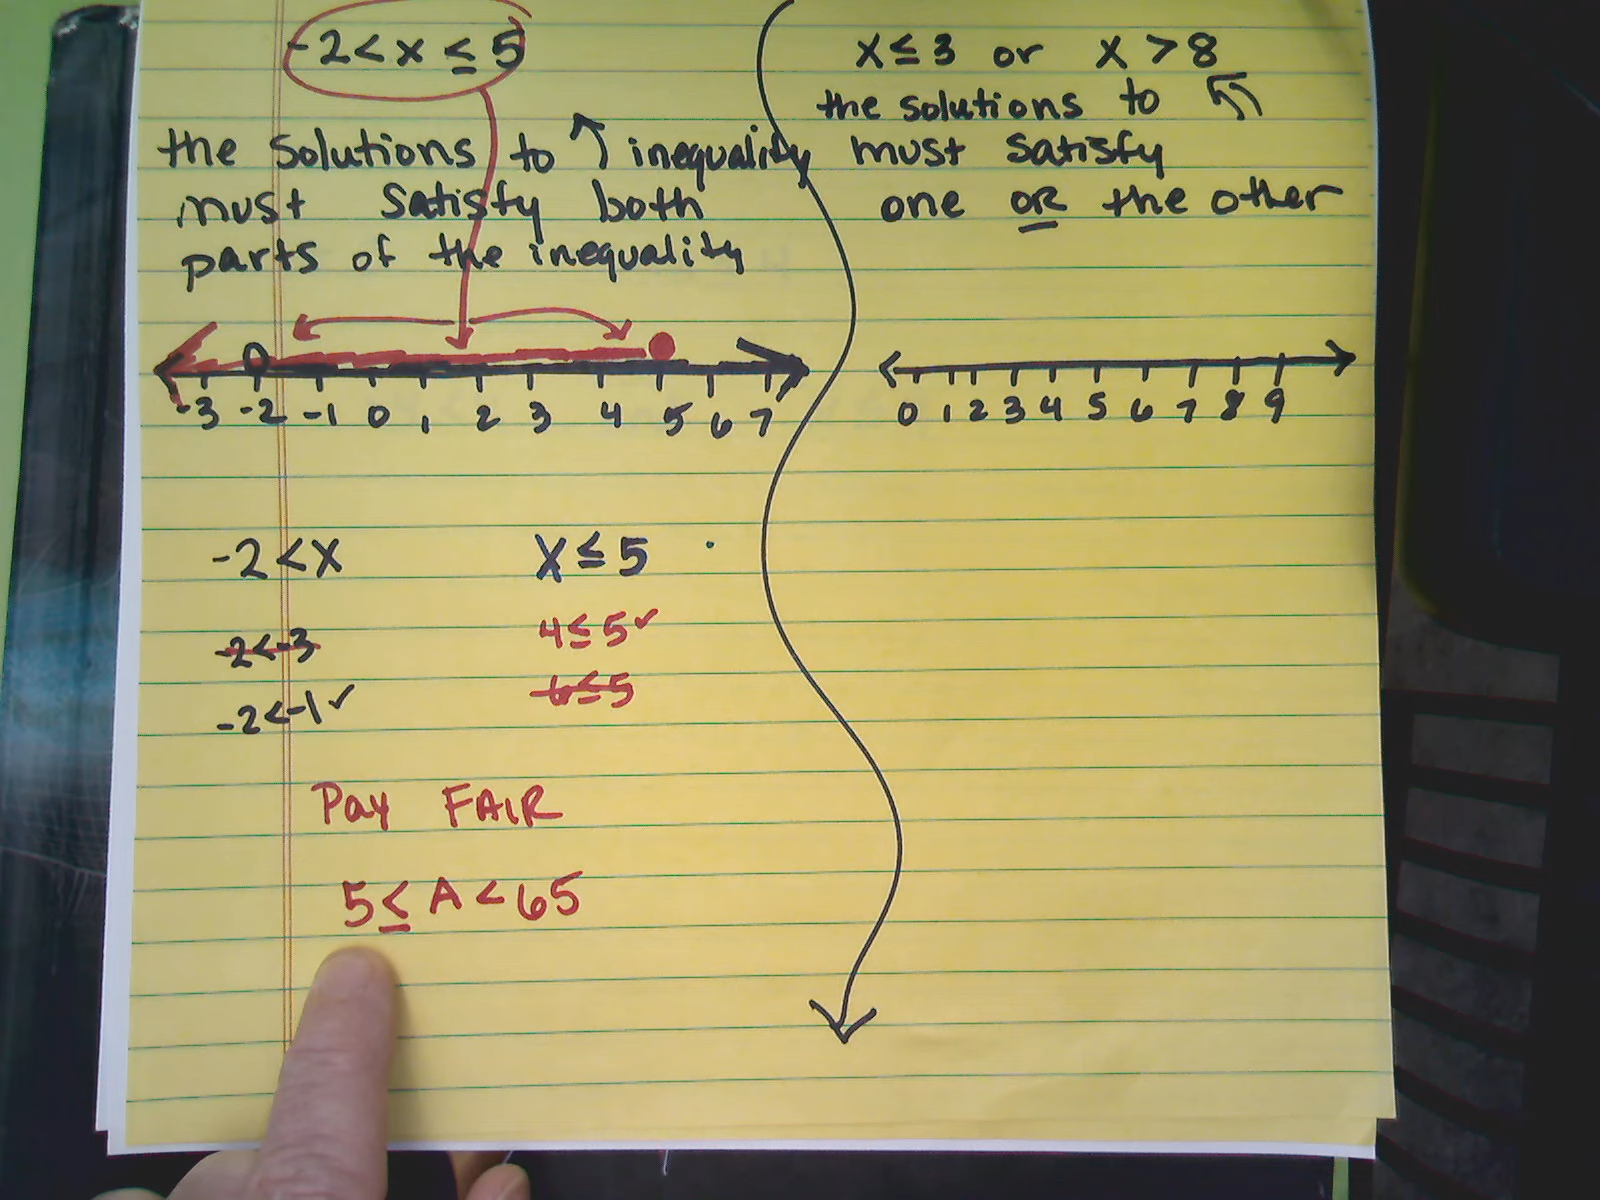 -2 < x ≤ 5
the solutions to ↑ inequality
must satisfy both
parts of the inequality
-3 -2 -1 0 1 2 3 4 5 6 7
-2 < x x ≤ 5
-2 < -3 4 ≤ 5 ✓
-2 < -1 ✓ 6 ≤ 5
Pay FAIR
5 ≤ A < 65
x ≤ 3 or x > 8
the solutions to
must satisfy
one OR the other
0 1 2 3 4 5 6 7 8 9